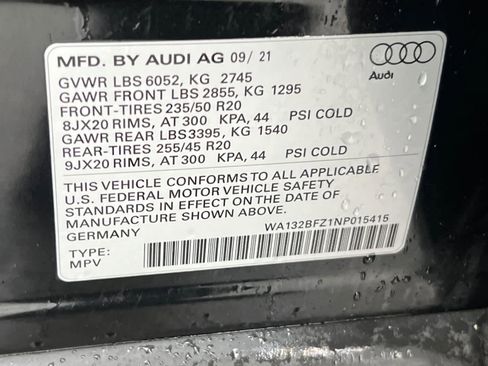 MFD. BY AUDI AG 09/21
Audi
GVWR LBS 6052, KG 2745
GAWR FRONT LBS 2855, KG 1295
FRONT-TIRES 235/50 R20
8JX20 RIMS, AT 300 KPA, 44 PSI COLD
GAWR REAR LBS3395, KG 1540
REAR-TIRES 255/45 R20
9JX20 RIMS, AT 300 KPA, 44 PSI COLD
THIS VEHICLE CONFORMS TO ALL APPLICABLE
U.S. FEDERAL MOTOR VEHICLE SAFETY
STANDARDS IN EFFECT ON THE DATE OF
MANUFACTURE SHOWN ABOVE.
GERMANY
WA132BFZ1NP015415
TYPE:
MPV